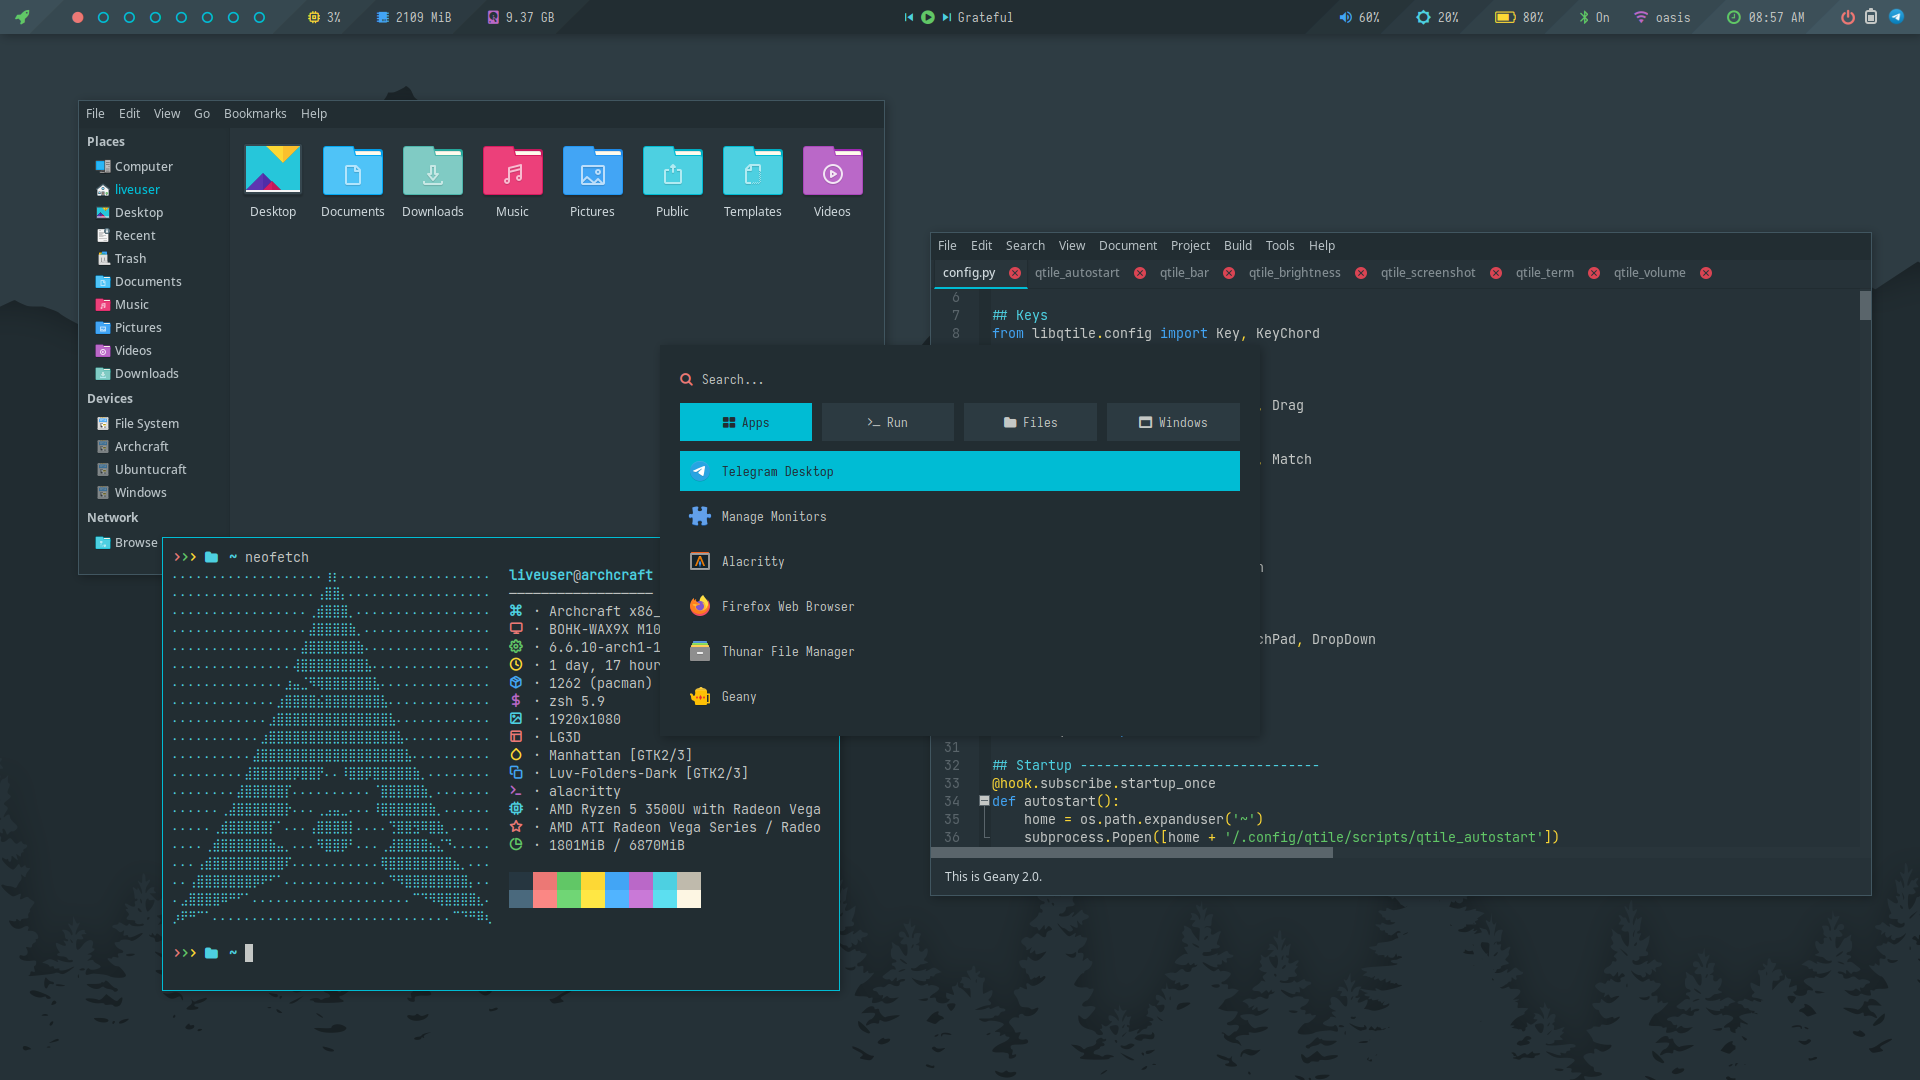 3% 2109 MiB 9.37 GB Grateful 60% 20% 80% On oasis 08:57 AM
File Edit View Go Bookmarks Help
Places
Computer
liveuser
Desktop
Recent
Trash
Documents
Music
Pictures
Videos
Downloads
Devices
File System
Archcraft
Ubuntucraft
Windows
Network
Browse
Desktop Documents Downloads Music Pictures Public Templates Videos
File Edit Search View Document Project Build Tools Help
config.py qtile_autostart qtile_bar qtile_brightness qtile_screenshot qtile_term qtile_volume
6
7 ## Keys
8 from libqtile.config import Key, KeyChord
, Drag
, Match
chPad, DropDown
31
32 ## Startup ------------------------------
33 @hook.subscribe.startup_once
34 def autostart():
35 home = os.path.expanduser('~')
36 subprocess.Popen([home + '/.config/qtile/scripts/qtile_autostart'])
This is Geany 2.0.
Search...
Apps Run Files Windows
Telegram Desktop
Manage Monitors
Alacritty
Firefox Web Browser
Thunar File Manager
Geany
~ neofetch
liveuser@archcraft
· Archcraft x86_
· BOHK-WAX9X M10
· 6.6.10-arch1-1
· 1 day, 17 hour
· 1262 (pacman)
· zsh 5.9
· 1920x1080
· LG3D
· Manhattan [GTK2/3]
· Luv-Folders-Dark [GTK2/3]
· alacritty
· AMD Ryzen 5 3500U with Radeon Vega
· AMD ATI Radeon Vega Series / Radeo
· 1801MiB / 6870MiB
~